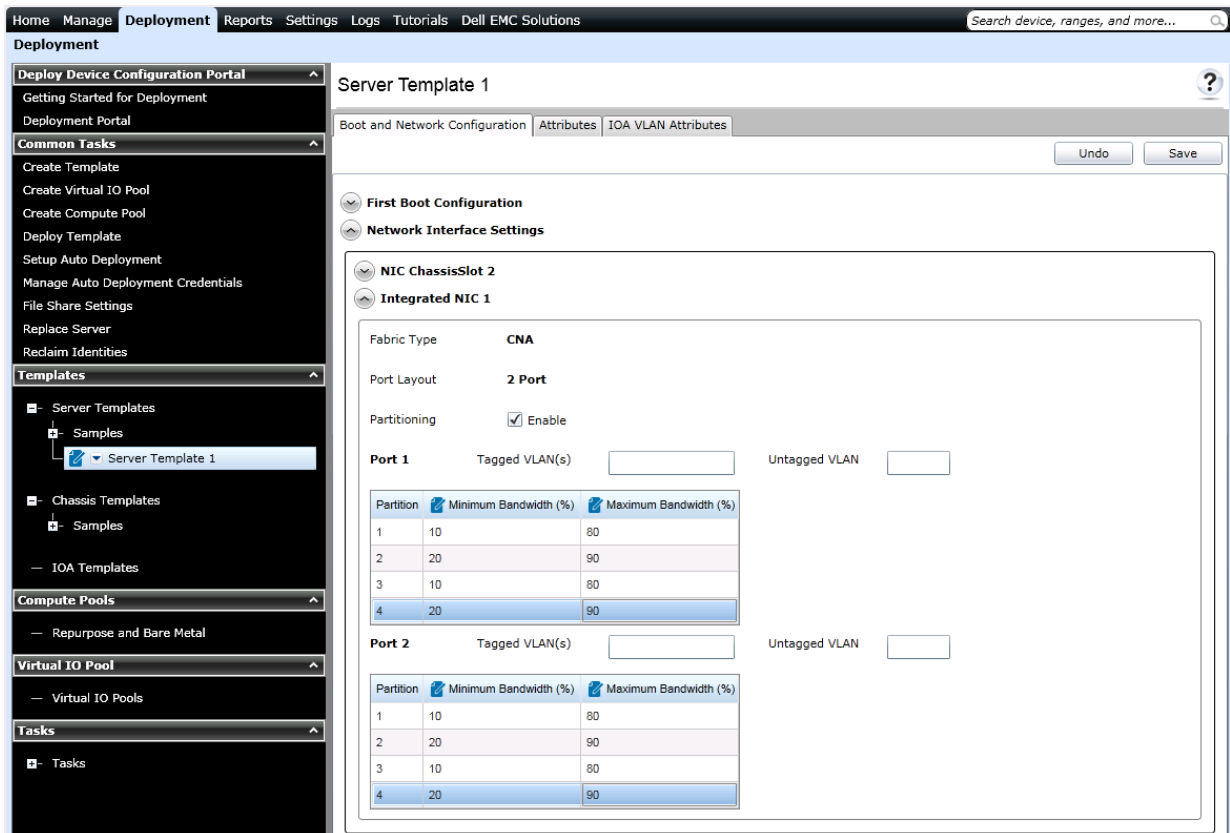 Home Manage Deployment Reports Settings Logs Tutorials Dell EMC Solutions
Search device, ranges, and more...
Deployment
Deploy Device Configuration Portal
Getting Started for Deployment
Deployment Portal
Common Tasks
Create Template
Create Virtual IO Pool
Create Compute Pool
Deploy Template
Setup Auto Deployment
Manage Auto Deployment Credentials
File Share Settings
Replace Server
Reclaim Identities
Templates
Server Templates
Samples
Server Template 1
Chassis Templates
Samples
IOA Templates
Compute Pools
Repurpose and Bare Metal
Virtual IO Pool
Virtual IO Pools
Tasks
Tasks
Server Template 1
?
Boot and Network Configuration Attributes IOA VLAN Attributes
Undo Save
First Boot Configuration
Network Interface Settings
NIC ChassisSlot 2
Integrated NIC 1
Fabric Type CNA
Port Layout 2 Port
Partitioning Enable
Port 1 Tagged VLAN(s) Untagged VLAN
Partition Minimum Bandwidth (%) Maximum Bandwidth (%)
1 10 80
2 20 90
3 10 80
4 20 90
Port 2 Tagged VLAN(s) Untagged VLAN
Partition Minimum Bandwidth (%) Maximum Bandwidth (%)
1 10 80
2 20 90
3 10 80
4 20 90